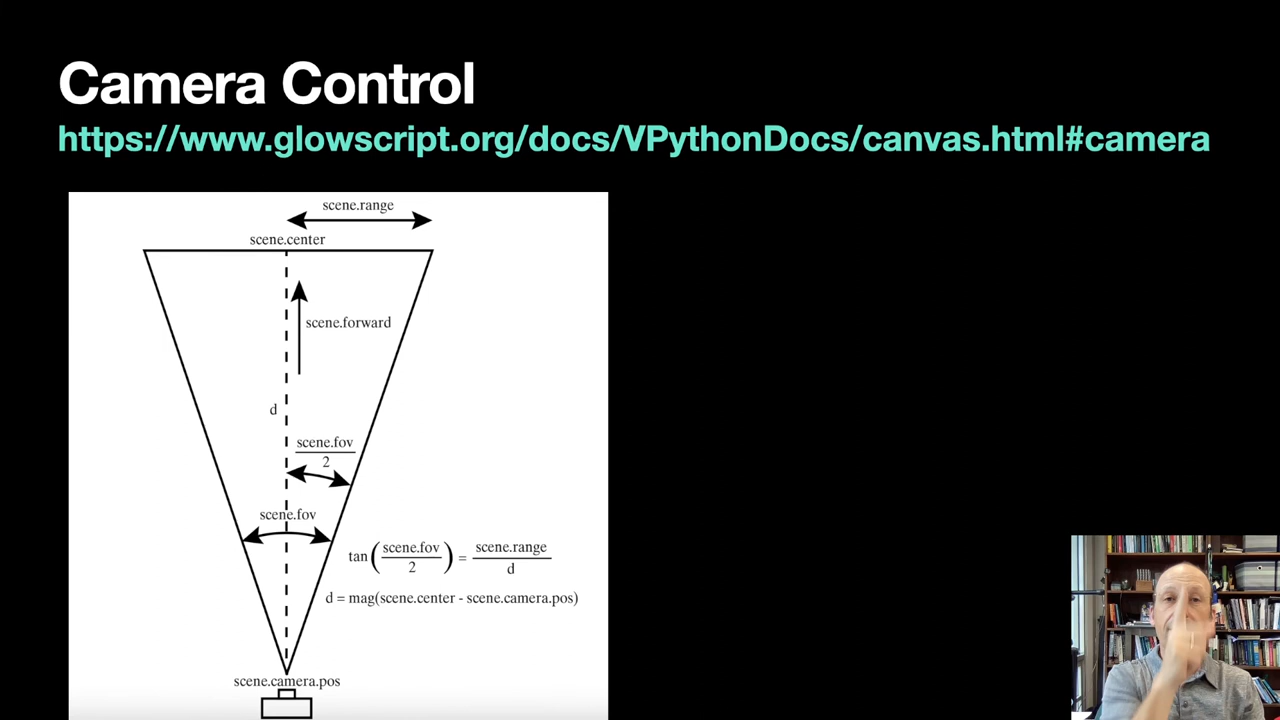 Camera Control
https://www.glowscript.org/docs/VPythonDocs/canvas.html#camera
scene.range
scene.center
scene.forward
d
scene.fov
2
scene.fov
tan(scene.fov/2) = scene.range/d
d = mag(scene.center - scene.camera.pos)
scene.camera.pos